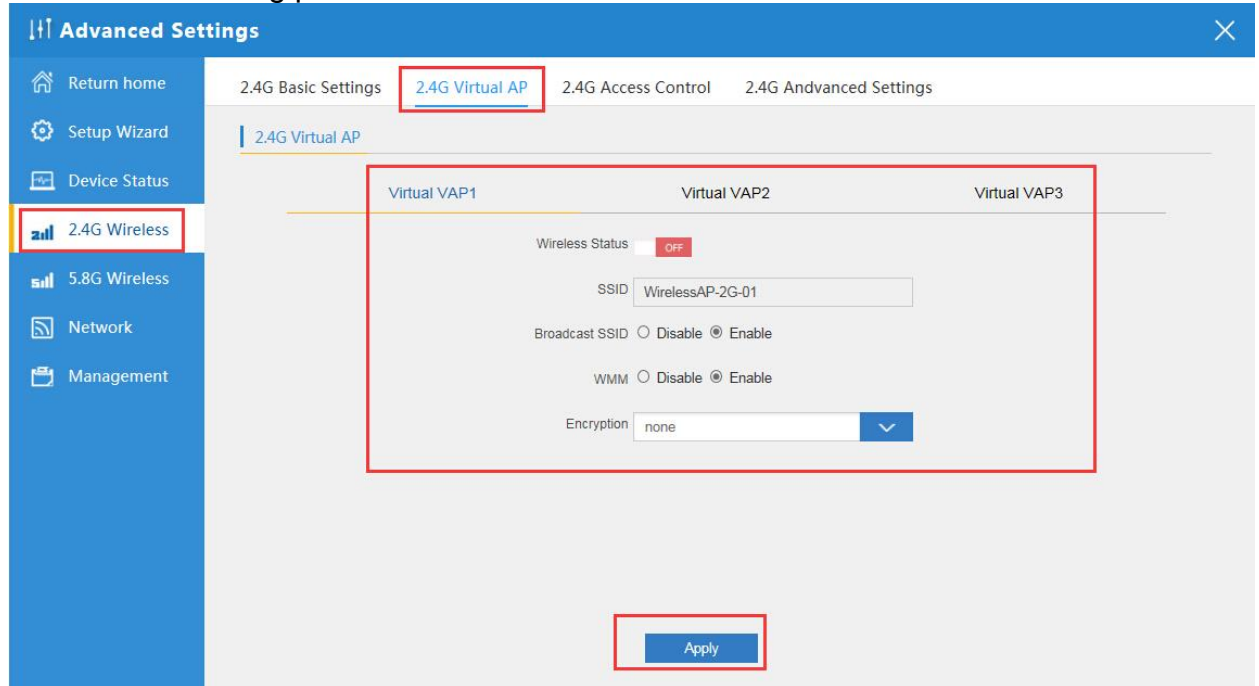 Advanced Settings
Return home
2.4G Basic Settings 2.4G Virtual AP 2.4G Access Control 2.4G Andvanced Settings
Setup Wizard
2.4G Virtual AP
Device Status
Virtual VAP1 Virtual VAP2 Virtual VAP3
2.4G Wireless
Wireless Status OFF
5.8G Wireless
SSID WirelessAP-2G-01
Network
Broadcast SSID Disable Enable
Management
WMM Disable Enable
Encryption none
Apply